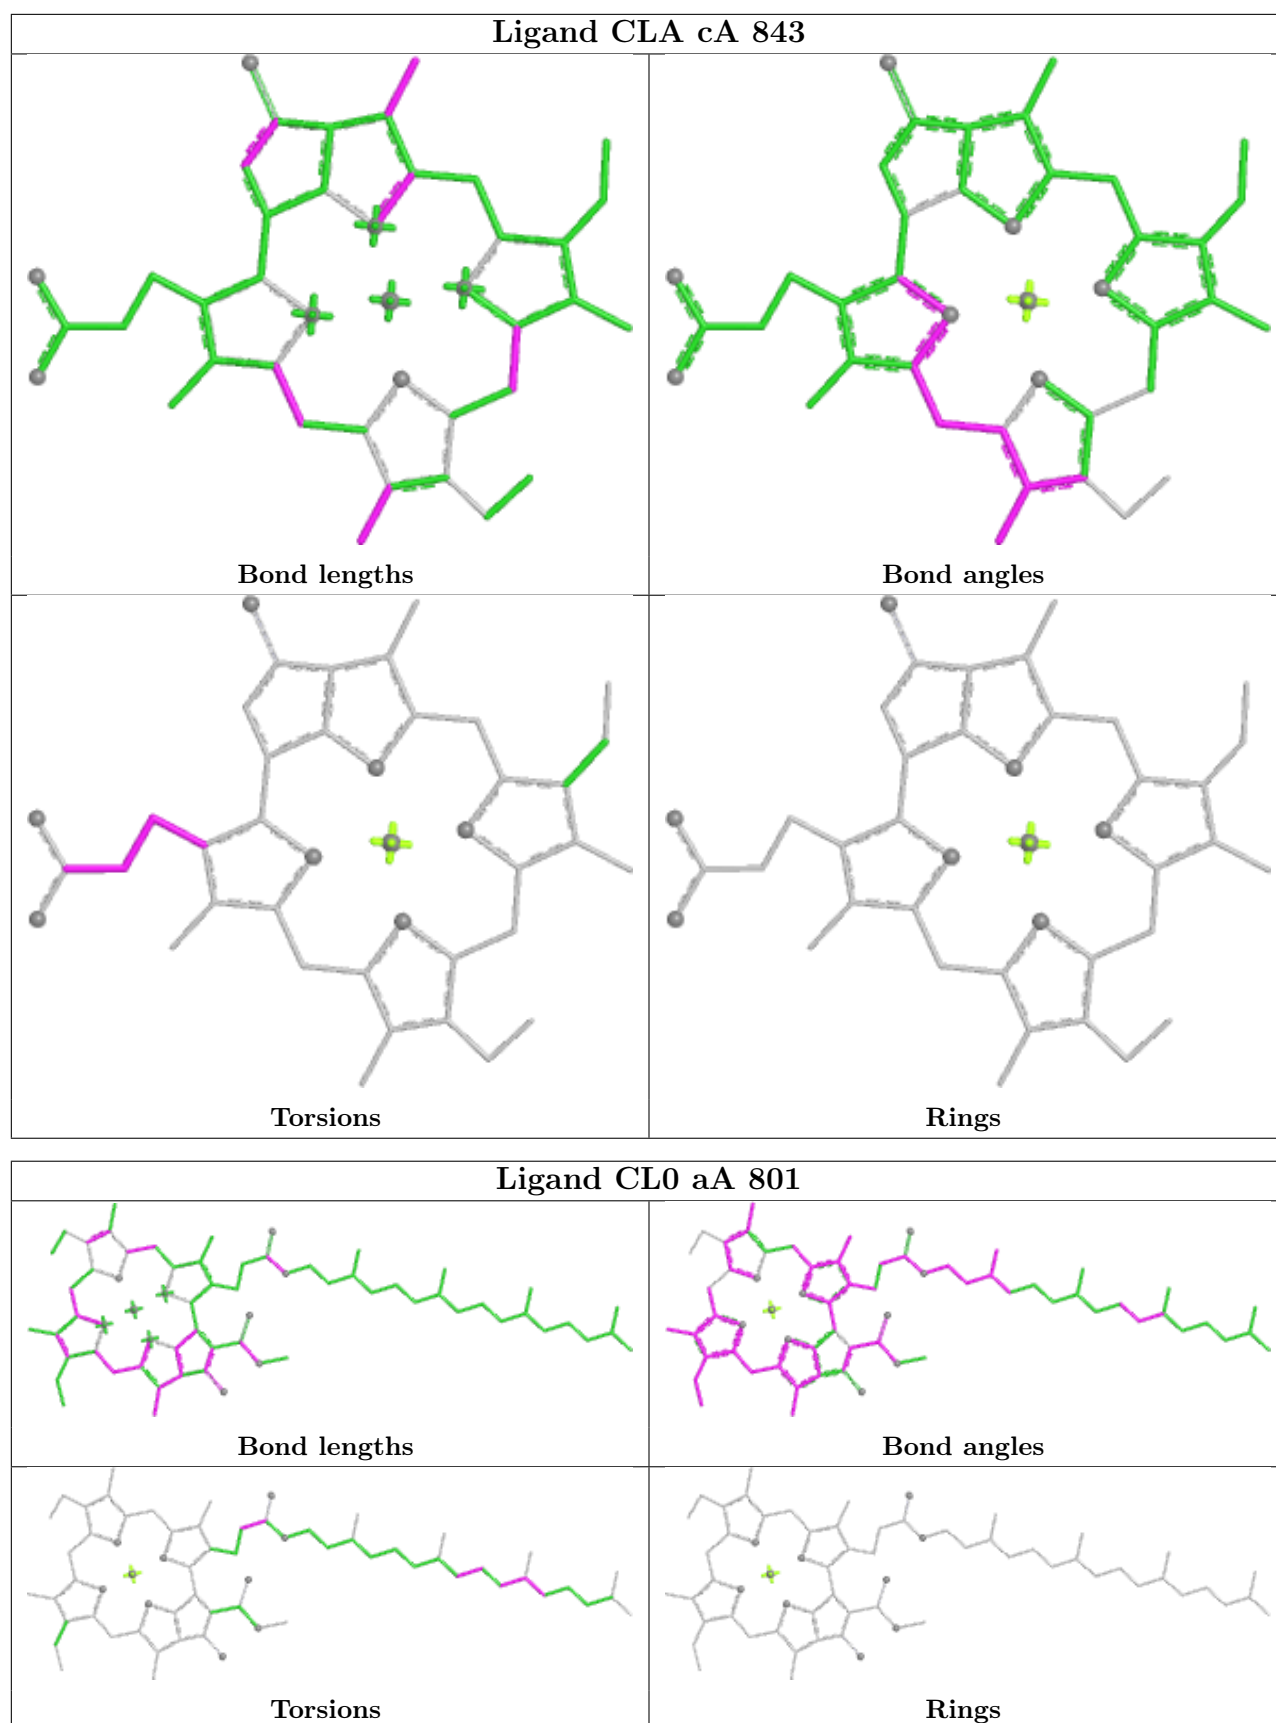 Ligand CLA cA 843
Bond lengths
Bond angles
Torsions
Rings
Ligand CL0 aA 801
Bond lengths
Bond angles
Torsions
Rings